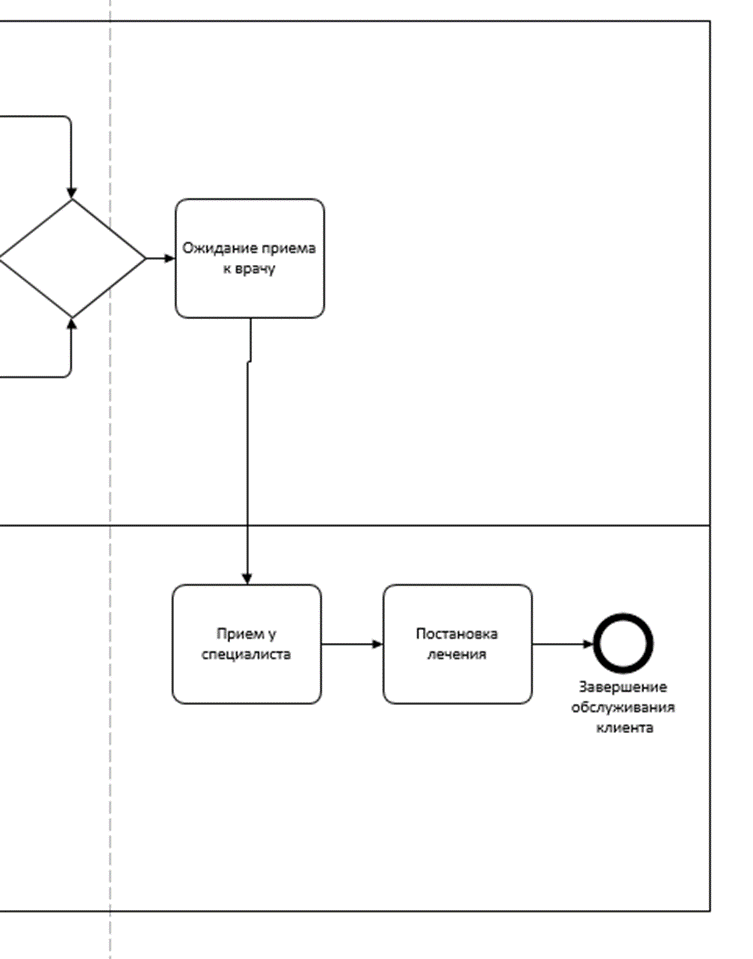 Ожидание приема
к врачу
Прием у
специалиста
Постановка
лечения
Завершение
обслуживания
клиента